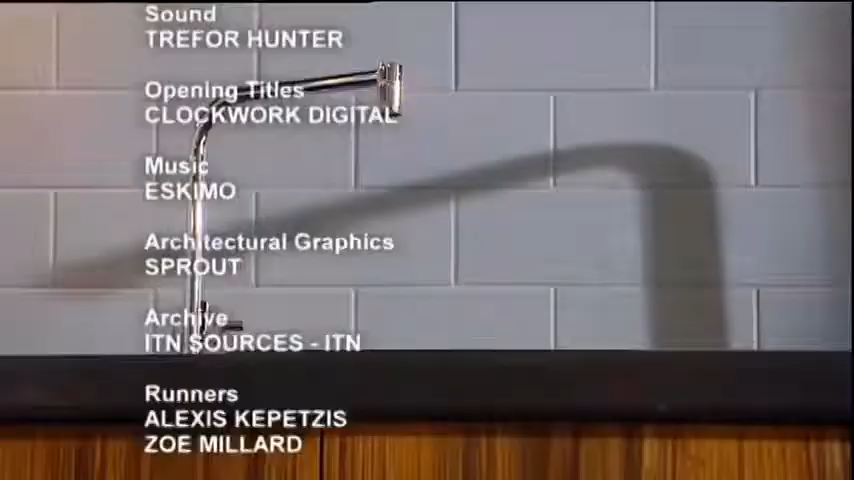 Sound
TREFOR HUNTER
Opening Titles
CLOCKWORK DIGITAL
Music
ESKIMO
Architectural Graphics
SPROUT
Archive
ITN SOURCES - ITN
Runners
ALEXIS KEPETZIS
ZOE MILLARD